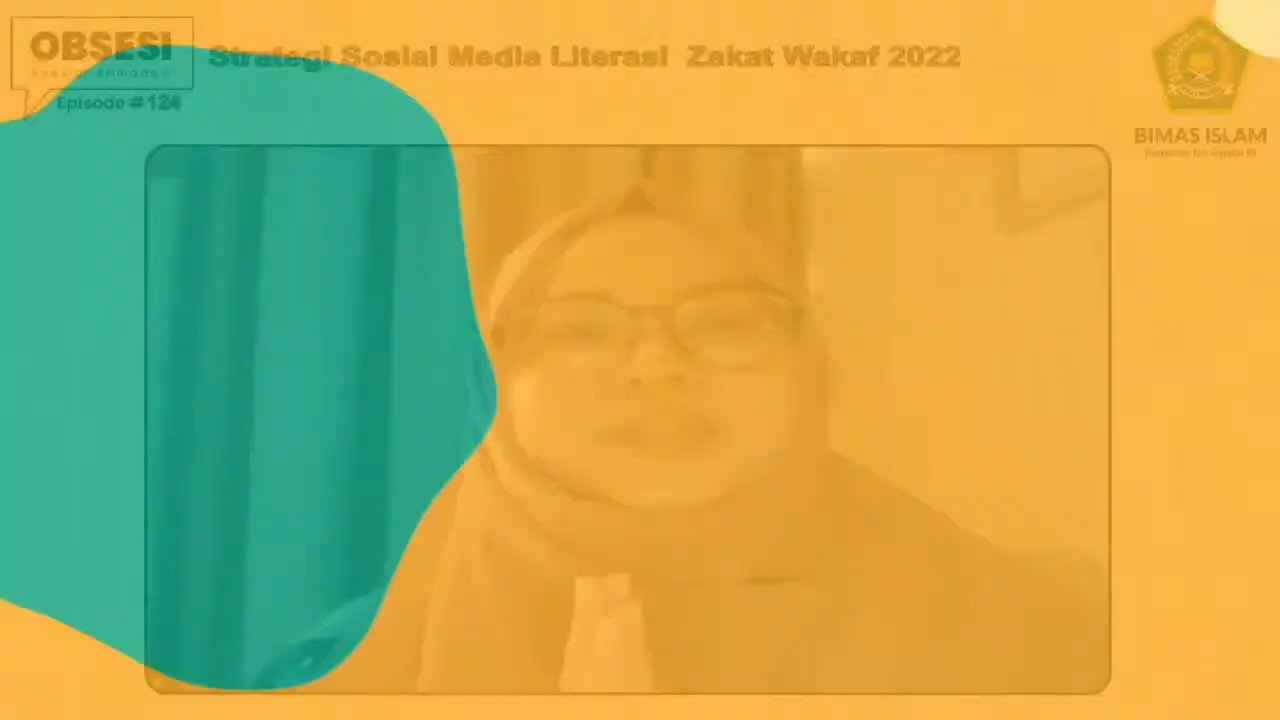 OBSESI
Episode #124
Strategi Sosial Media Literasi Zakat Wakaf 2022
BIMAS ISLAM